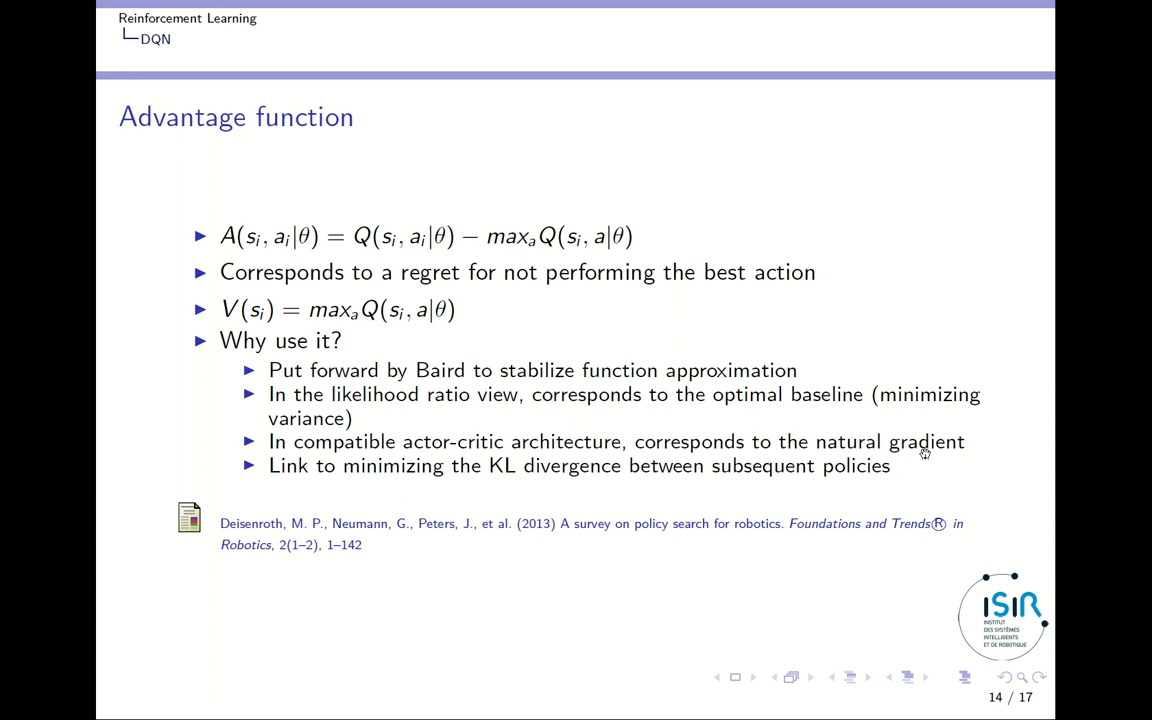 Reinforcement Learning
DQN
Advantage function
A(sᵢ, aᵢ|θ) = Q(sᵢ, aᵢ|θ) − maxₐQ(sᵢ, a|θ)
Corresponds to a regret for not performing the best action
V(sᵢ) = maxₐQ(sᵢ, a|θ)
Why use it?
Put forward by Baird to stabilize function approximation
In the likelihood ratio view, corresponds to the optimal baseline (minimizing
variance)
In compatible actor-critic architecture, corresponds to the natural gradient
Link to minimizing the KL divergence between subsequent policies
Deisenroth, M. P., Neumann, G., Peters, J., et al. (2013) A survey on policy search for robotics. Foundations and Trends® in
Robotics, 2(1–2), 1–142
ISIR
INSTITUT
DES SYSTÈMES
INTELLIGENTS
ET DE ROBOTIQUE
14 / 17